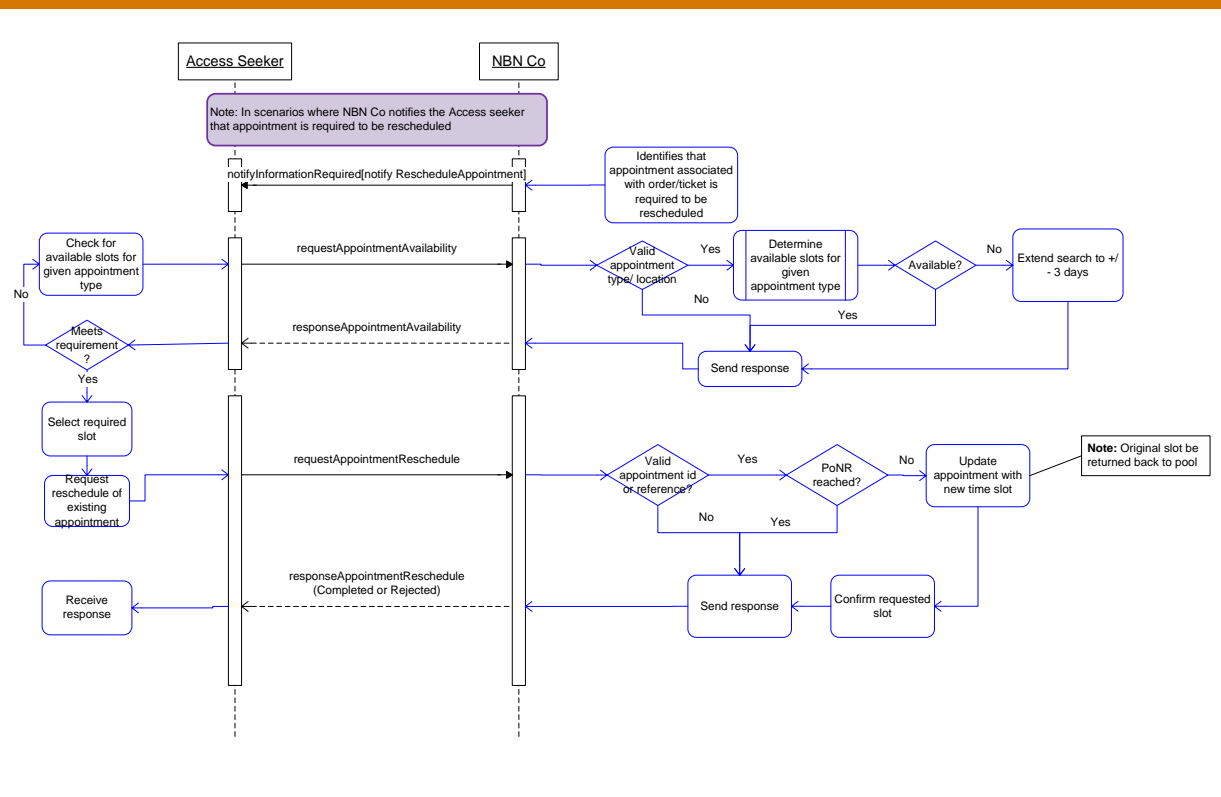 Access Seeker
NBN Co
Note: In scenarios where NBN Co notifies the Access seeker
that appointment is required to be rescheduled
notifyInformationRequired[notify RescheduleAppointment]
Identifies that
appointment associated
with order/ticket is
required to be
rescheduled
Check for
available slots for
given appointment
type
requestAppointmentAvailability
Valid
appointment
type/ location
Yes
Determine
available slots for
given
appointment type
Available?
No
Extend search to +/
- 3 days
No
No
Yes
responseAppointmentAvailability
Meets
requirement
?
Send response
Yes
Select required
slot
Request
reschedule of
existing
appointment
requestAppointmentReschedule
Valid
appointment id
or reference?
Yes
PoNR
reached?
No
Update
appointment with
new time slot
Note: Original slot be
returned back to pool
No
Yes
responseAppointmentReschedule
(Completed or Rejected)
Receive
response
Send response
Confirm requested
slot